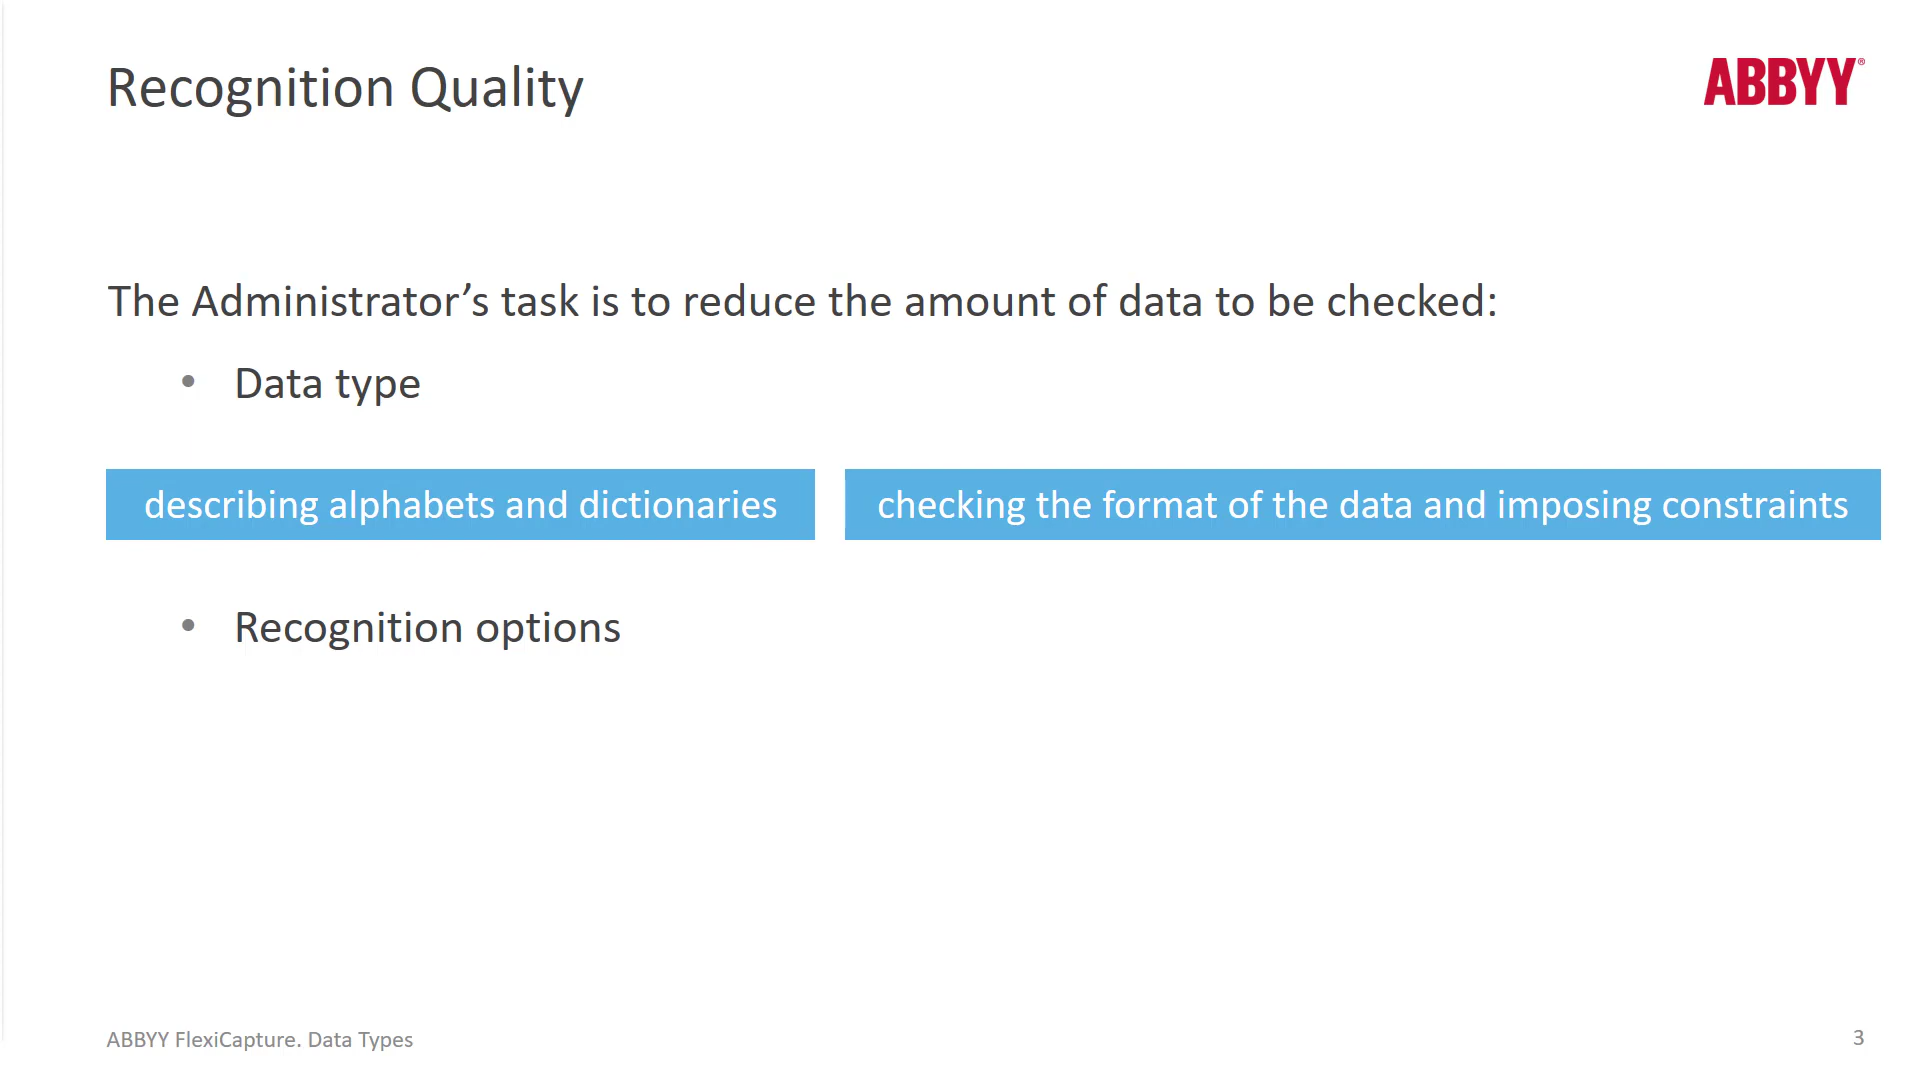 Recognition Quality
ABBYY®
The Administrator’s task is to reduce the amount of data to be checked:
• Data type
describing alphabets and dictionaries
checking the format of the data and imposing constraints
• Recognition options
ABBYY FlexiCapture. Data Types
3